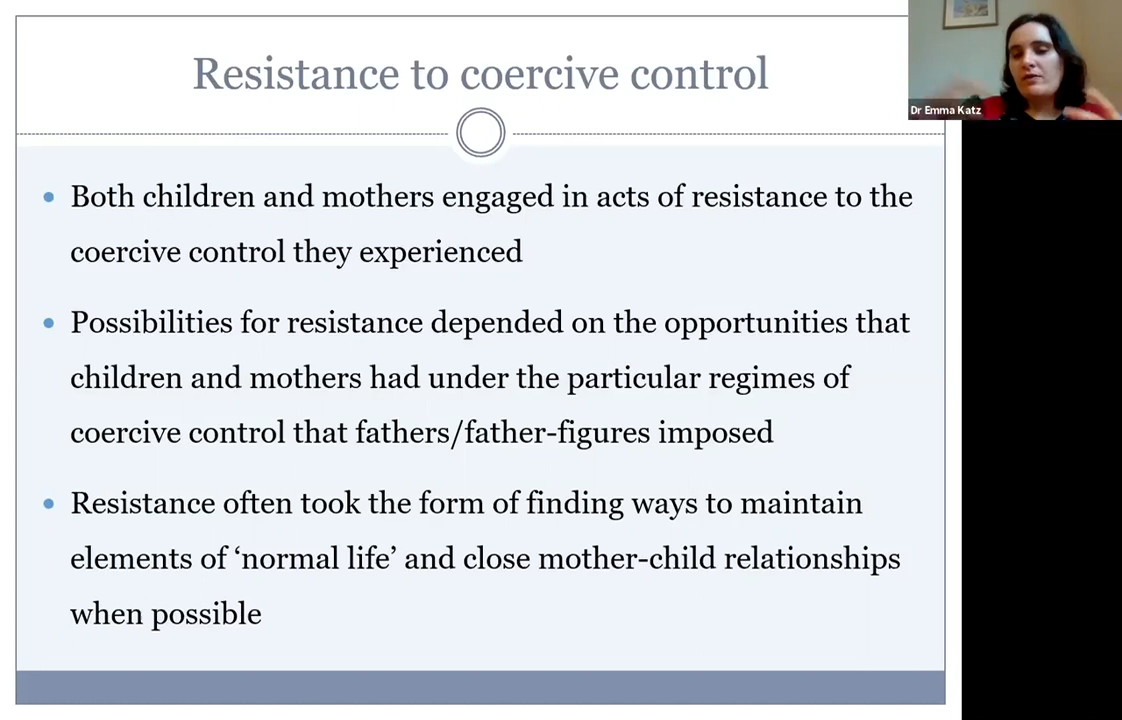 Resistance to coercive control
Dr Emma Katz
• Both children and mothers engaged in acts of resistance to the
coercive control they experienced
• Possibilities for resistance depended on the opportunities that
children and mothers had under the particular regimes of
coercive control that fathers/father-figures imposed
• Resistance often took the form of finding ways to maintain
elements of ‘normal life’ and close mother-child relationships
when possible